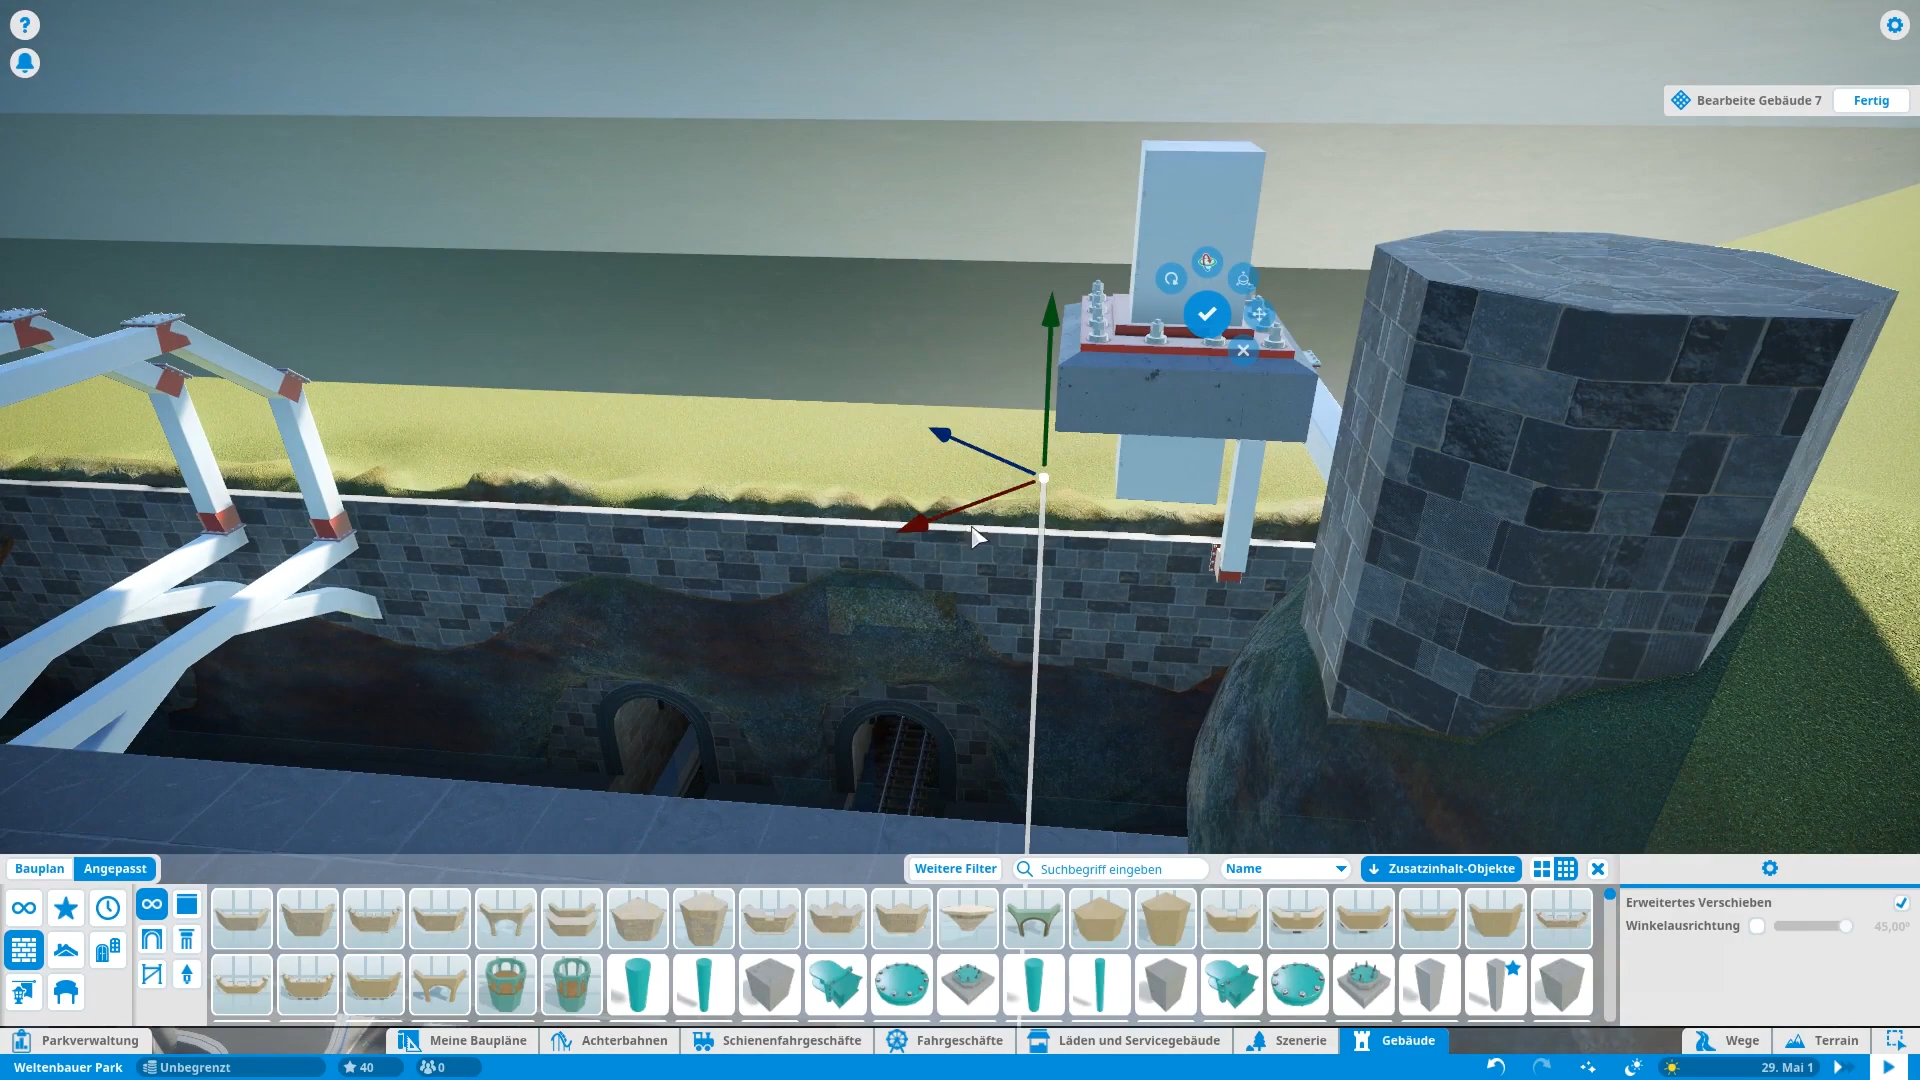 ?
Bearbeite Gebäude 7
Fertig
Bauplan
Angepasst
Weitere Filter
Suchbegriff eingeben
Name
Zusatzinhalt-Objekte
Erweitertes Verschieben
Winkelausrichtung
45,00°
Parkverwaltung
Meine Baupläne
Achterbahnen
Schienenfahrgeschäfte
Fahrgeschäfte
Läden und Servicegebäude
Szenerie
Gebäude
Wege
Terrain
Weltenbauer Park
Unbegrenzt
40
0
29. Mai 1